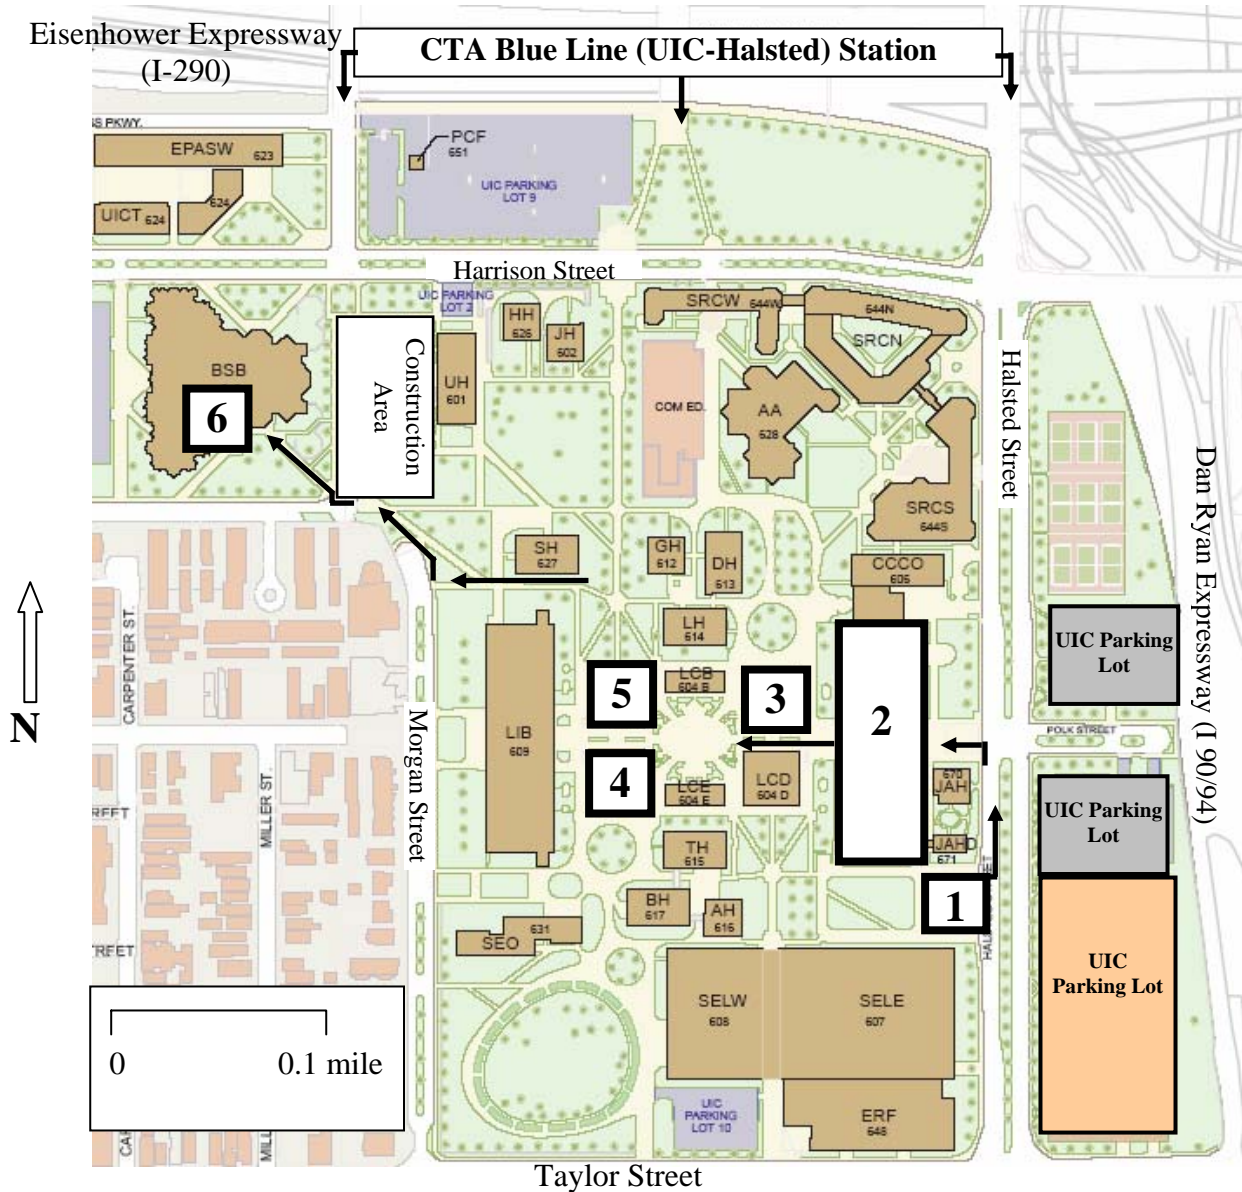 Eisenhower Expressway
(I-290)
CTA Blue Line (UIC-Halsted) Station
SS PKWY.
EPASW 623
PCF
651
UIC PARKING
LOT 9
624
UICT 624
Harrison Street
UIC PARKING
LOT 2
HH
626
JH
602
SRCW 644W
644N
SRCN
BSB
UH
601
Construction
Area
COM ED.
AA
628
Halsted Street
6
SRCS
644S
Dan Ryan Expressway (I 90/94)
SH
627
GH
612
DH
613
CCCO
605
N
CARPENTER ST.
LH
614
UIC Parking
Lot
5
LCB
604 B
3
2
Morgan Street
LIB
609
POLK STREET
4
LCE
604 E
LCD
604 D
670
JAH
UIC Parking
Lot
MILLER ST.
REET
TH
615
JAHD
671
1
BH
617
AH
616
SEO
631
TREET
UIC
Parking Lot
SELW
608
SELE
607
0 0.1 mile
UIC
PARKING
LOT 10
ERF
646
CAR
MILL
Taylor Street